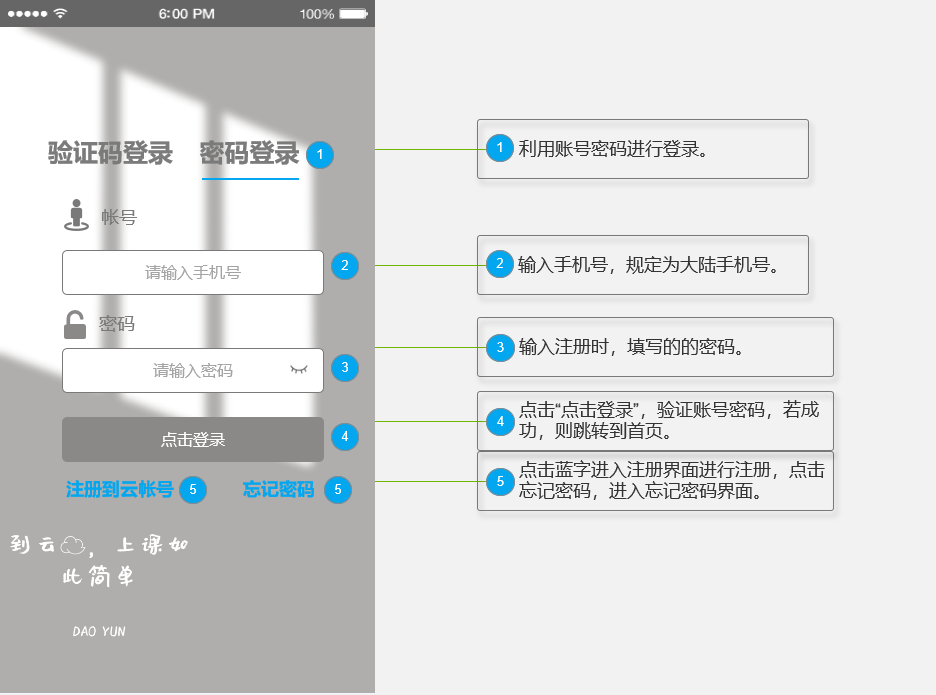 6:00 PM 100%
验证码登录 密码登录 1
帐号
请输入手机号 2
密码
请输入密码 3
点击登录 4
注册到云帐号 5 忘记密码 5
到云，上课如
此简单
DAO YUN
1 利用账号密码进行登录。
2 输入手机号，规定为大陆手机号。
3 输入注册时，填写的的密码。
4 点击“点击登录”，验证账号密码，若成
功，则跳转到首页。
5 点击蓝字进入注册界面进行注册，点击
忘记密码，进入忘记密码界面。